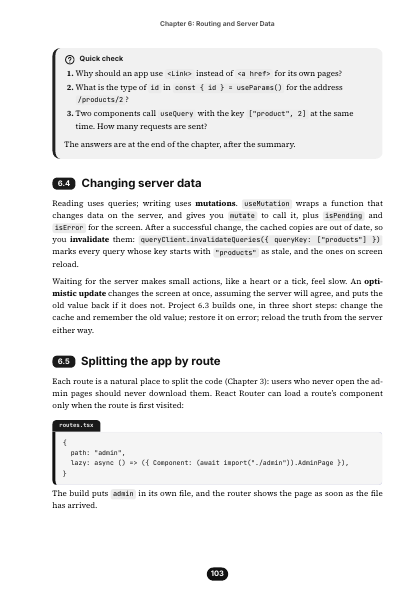 Chapter 6: Routing and Server Data
? Quick check
1. Why should an app use <Link> instead of <a href> for its own pages?
2. What is the type of id in const { id } = useParams() for the address
/products/2 ?
3. Two components call useQuery with the key ["product", 2] at the same
time. How many requests are sent?
The answers are at the end of the chapter, after the summary.
6.4 Changing server data
Reading uses queries; writing uses mutations. useMutation wraps a function that
changes data on the server, and gives you mutate to call it, plus isPending and
isError for the screen. After a successful change, the cached copies are out of date, so
you invalidate them: queryClient.invalidateQueries({ queryKey: ["products"] })
marks every query whose key starts with "products" as stale, and the ones on screen
reload.
Waiting for the server makes small actions, like a heart or a tick, feel slow. An opti-
mistic update changes the screen at once, assuming the server will agree, and puts the
old value back if it does not. Project 6.3 builds one, in three short steps: change the
cache and remember the old value; restore it on error; reload the truth from the server
either way.
6.5 Splitting the app by route
Each route is a natural place to split the code (Chapter 3): users who never open the ad-
min pages should never download them. React Router can load a route's component
only when the route is first visited:
routes.tsx
{
path: "admin",
lazy: async () => ({ Component: (await import("./admin")).AdminPage }),
}
The build puts admin in its own file, and the router shows the page as soon as the file
has arrived.
103